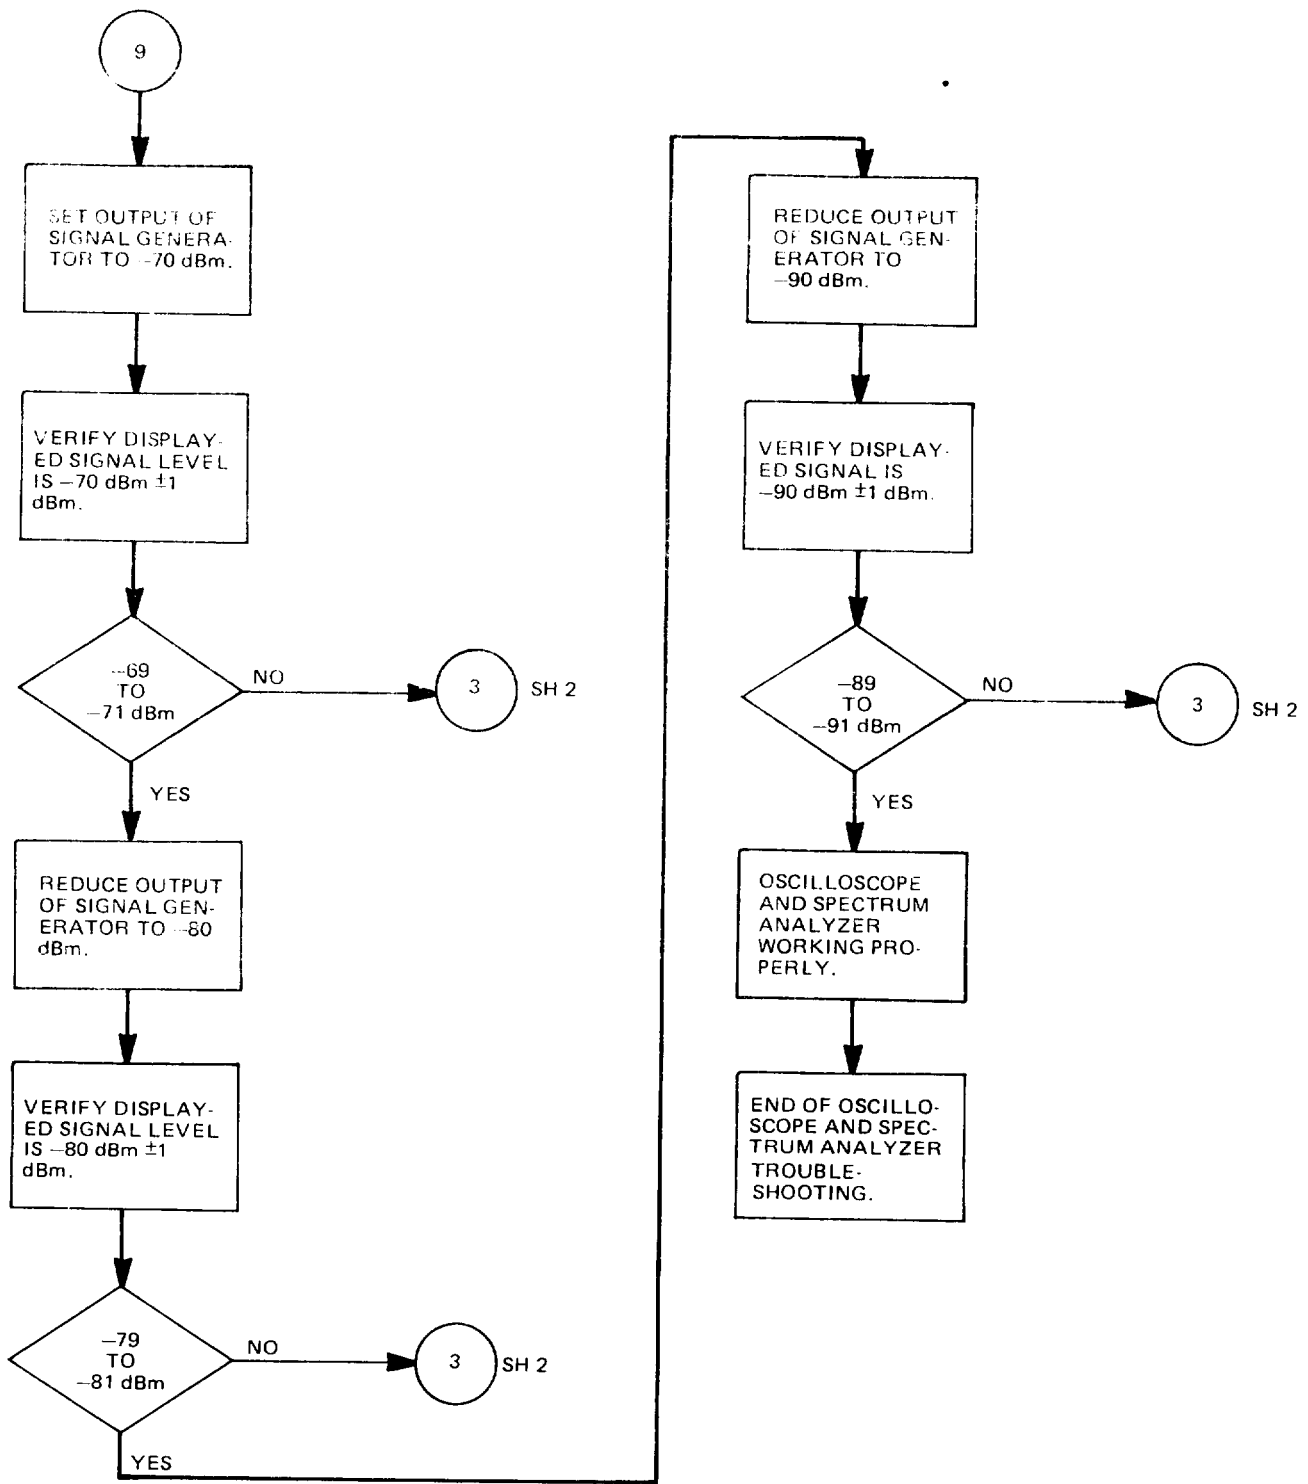 9
SET OUTPUT OF
SIGNAL GENERA-
TOR TO -70 dBm.
VERIFY DISPLAY-
ED SIGNAL LEVEL
IS -70 dBm ±1
dBm.
-69
TO
-71 dBm
NO
3
SH 2
YES
REDUCE OUTPUT
OF SIGNAL GEN-
ERATOR TO -80
dBm.
VERIFY DISPLAY-
ED SIGNAL LEVEL
IS -80 dBm ±1
dBm.
-79
TO
-81 dBm
NO
3
SH 2
YES
REDUCE OUTPUT
OF SIGNAL GEN-
ERATOR TO
-90 dBm.
VERIFY DISPLAY-
ED SIGNAL IS
-90 dBm ±1 dBm.
-89
TO
-91 dBm
NO
3
SH 2
YES
OSCILLOSCOPE
AND SPECTRUM
ANALYZER
WORKING PRO-
PERLY.
END OF OSCILLO-
SCOPE AND SPEC-
TRUM ANALYZER
TROUBLE-
SHOOTING.